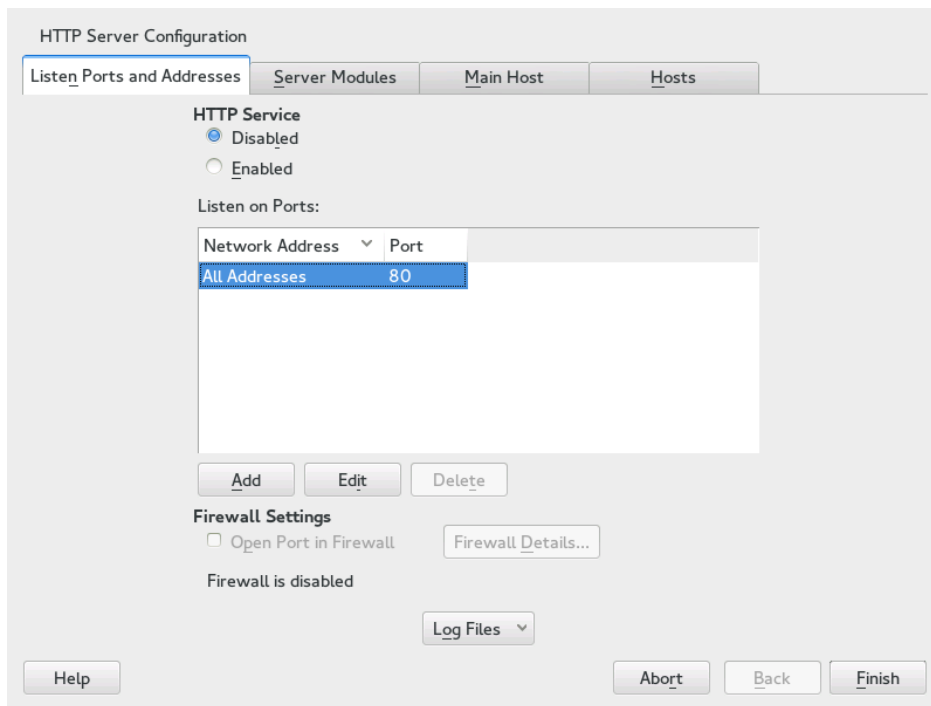 HTTP Server Configuration
Listen Ports and Addresses Server Modules Main Host Hosts
HTTP Service
Disabled
Enabled
Listen on Ports:
Network Address Port
All Addresses 80
Add Edit Delete
Firewall Settings
Open Port in Firewall Firewall Details...
Firewall is disabled
Log Files
Help Abort Back Finish